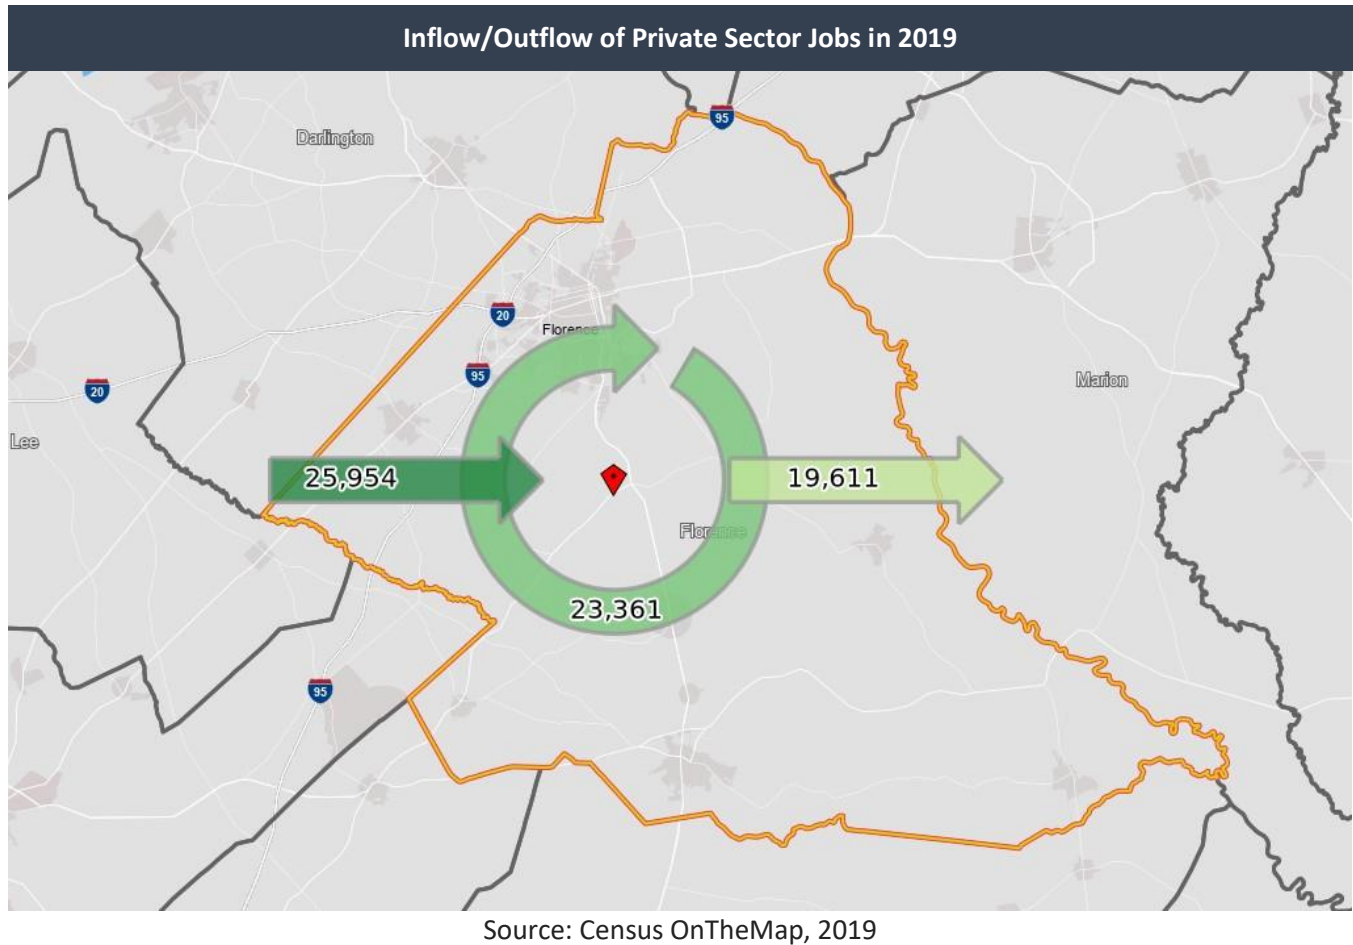 Inflow/Outflow of Private Sector Jobs in 2019
95
Darlington
20
Florence
95
Marion
20
Lee
25,954
19,611
Florence
23,361
95
Source: Census OnTheMap, 2019